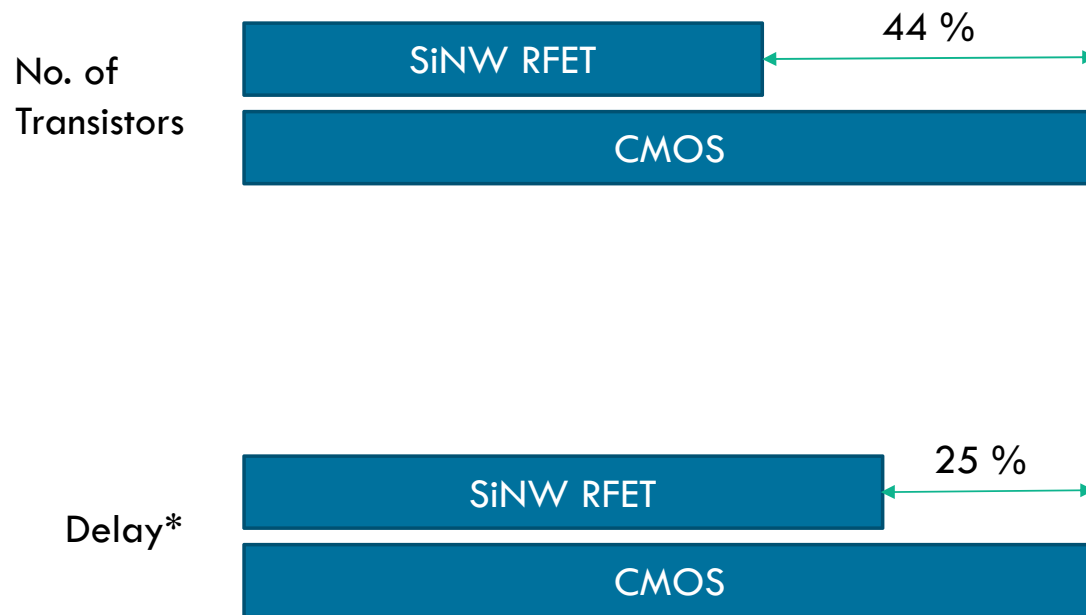 44 %
SiNW RFET
No. of
Transistors
CMOS
25 %
SiNW RFET
Delay*
CMOS